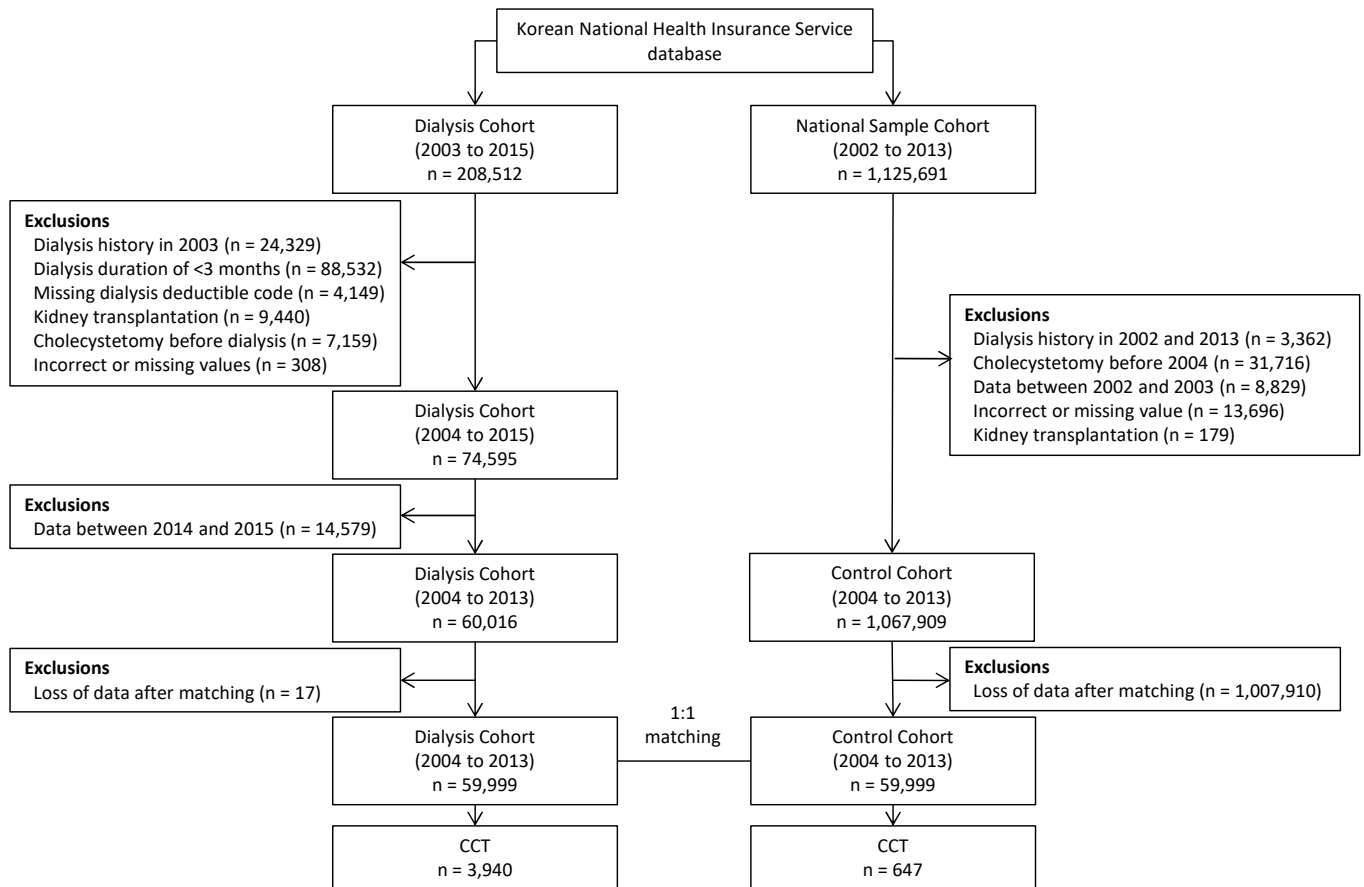 Korean National Health Insurance Service
database
Dialysis Cohort
(2003 to 2015)
n = 208,512
National Sample Cohort
(2002 to 2013)
n = 1,125,691
Exclusions
Dialysis history in 2003 (n = 24,329)
Dialysis duration of <3 months (n = 88,532)
Missing dialysis deductible code (n = 4,149)
Kidney transplantation (n = 9,440)
Cholecystetomy before dialysis (n = 7,159)
Incorrect or missing values (n = 308)
Exclusions
Dialysis history in 2002 and 2013 (n = 3,362)
Cholecystetomy before 2004 (n = 31,716)
Data between 2002 and 2003 (n = 8,829)
Incorrect or missing value (n = 13,696)
Kidney transplantation (n = 179)
Dialysis Cohort
(2004 to 2015)
n = 74,595
Exclusions
Data between 2014 and 2015 (n = 14,579)
Dialysis Cohort
(2004 to 2013)
n = 60,016
Control Cohort
(2004 to 2013)
n = 1,067,909
Exclusions
Loss of data after matching (n = 17)
Exclusions
Loss of data after matching (n = 1,007,910)
Dialysis Cohort
(2004 to 2013)
n = 59,999
1:1
matching
Control Cohort
(2004 to 2013)
n = 59,999
CCT
n = 3,940
CCT
n = 647